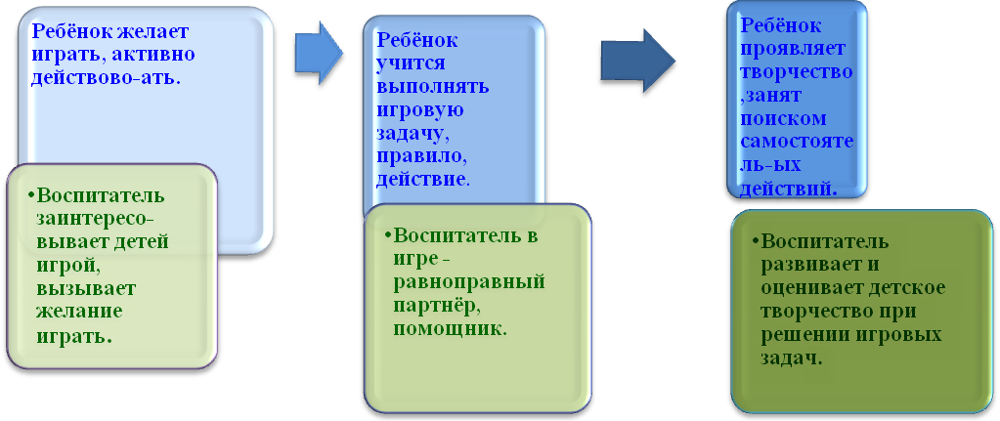 Ребёнок желает
играть, активно
действово-ать.
•Воспитатель
заинтересо-
вывает детей
игрой,
вызывает
желание
играть.
Ребёнок
учится
выполнять
игровую
задачу,
правило,
действие.
•Воспитатель в
игре -
равноправный
партнёр,
помощник.
Ребёнок
проявляет
творчество
,занят
поиском
самостояте
ль-ых
действий.
•Воспитатель
развивает и
оценивает детское
творчество при
решении игровых
задач.